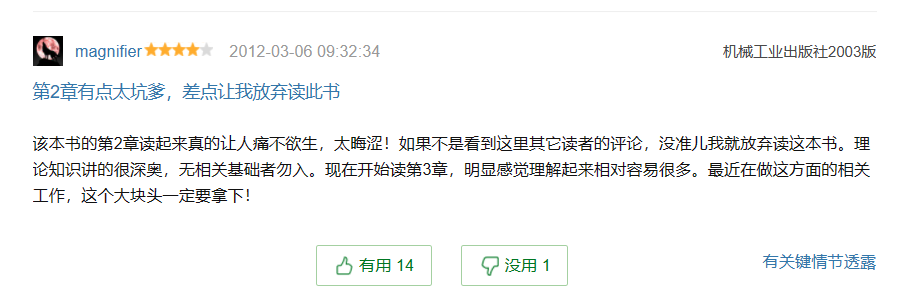 magnifier 2012-03-06 09:32:34 机械工业出版社2003版
第2章有点太坑爹，差点让我放弃读此书
该本书的第2章读起来真的让人痛不欲生，太晦涩！如果不是看到这里其它读者的评论，没准儿我就放弃读这本书。理
论知识讲的很深奥，无相关基础者勿入。现在开始读第3章，明显感觉理解起来相对容易很多。最近在做这方面的相关
工作，这个大块头一定要拿下！
有用 14 没用 1 有关键情节透露